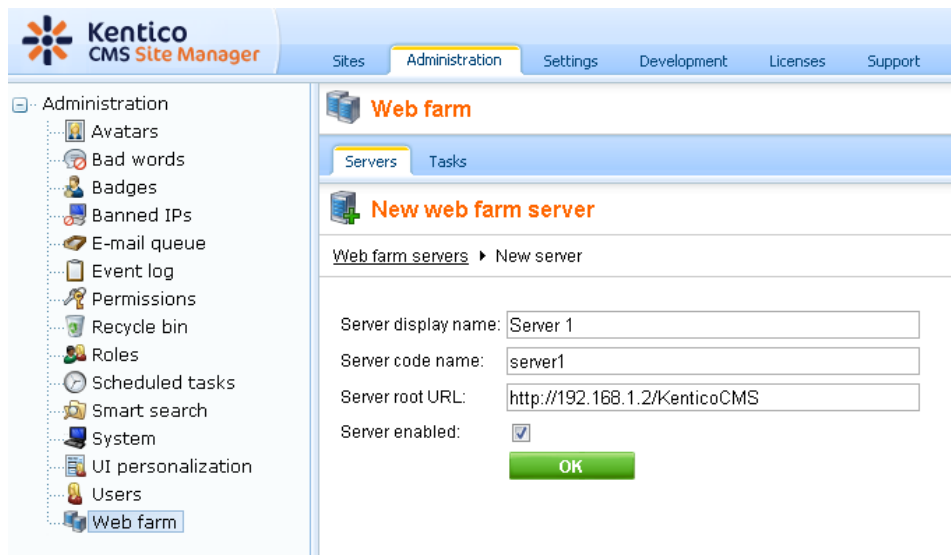 Kentico
CMS Site Manager
Sites Administration Settings Development Licenses Support
Administration
Avatars
Bad words
Badges
Banned IPs
E-mail queue
Event log
Permissions
Recycle bin
Roles
Scheduled tasks
Smart search
System
UI personalization
Users
Web farm
Web farm
Servers Tasks
New web farm server
Web farm servers New server
Server display name: Server 1
Server code name: server1
Server root URL: http://192.168.1.2/KenticoCMS
Server enabled:
OK